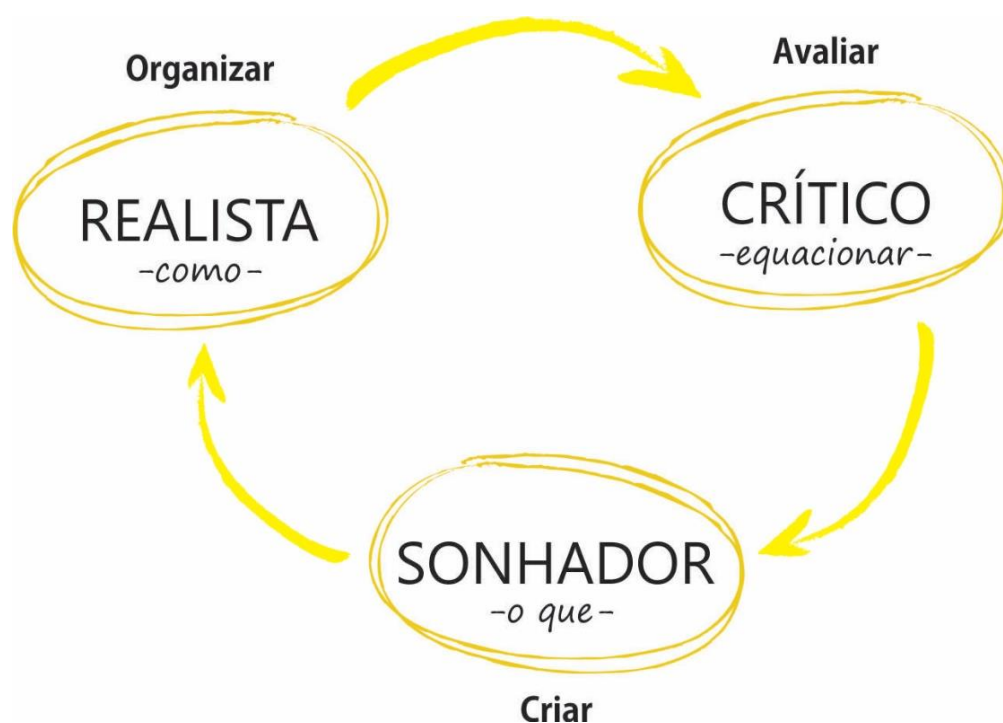 Organizar
REALISTA
-como-
Avaliar
CRÍTICO
-equacionar-
SONHADOR
-o que-
Criar